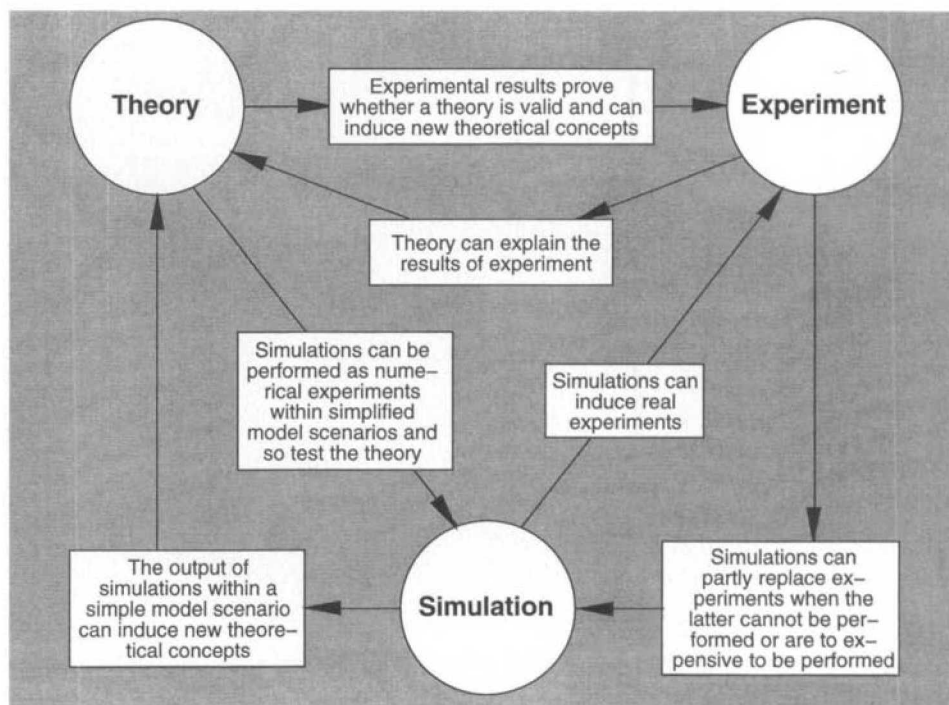 Theory
Experimental results prove
whether a theory is valid and can
induce new theoretical concepts
Experiment
Theory can explain the
results of experiment
Simulations can be
performed as nume–
rical experiments
within simplified
model scenarios and
so test the theory
Simulations can
induce real
experiments
The output of
simulations within a
simple model scenario
can induce new theore–
tical concepts
Simulation
Simulations can
partly replace ex–
periments when the
latter cannot be per–
formed or are to ex–
pensive to be performed